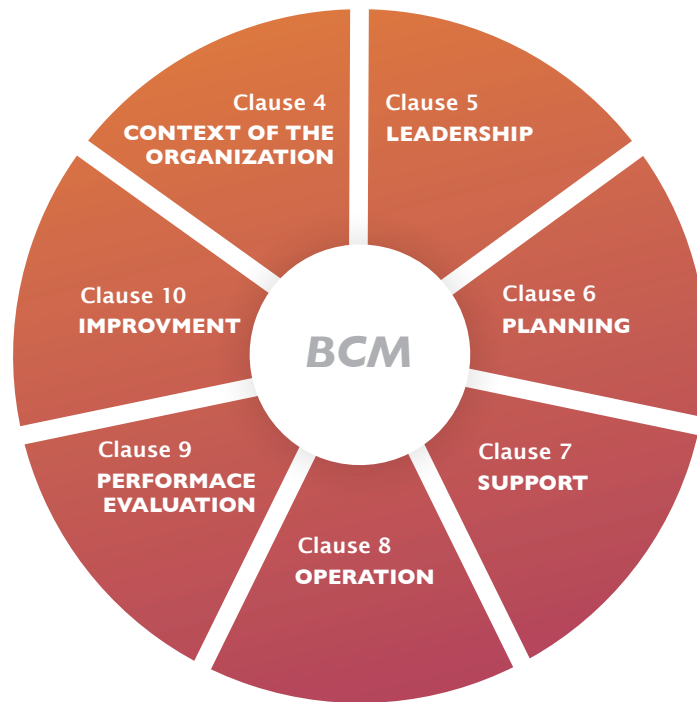 Clause 4
CONTEXT OF THE
ORGANIZATION
Clause 5
LEADERSHIP
Clause 6
PLANNING
Clause 7
SUPPORT
Clause 8
OPERATION
Clause 9
PERFORMACE
EVALUATION
Clause 10
IMPROVMENT
BCM